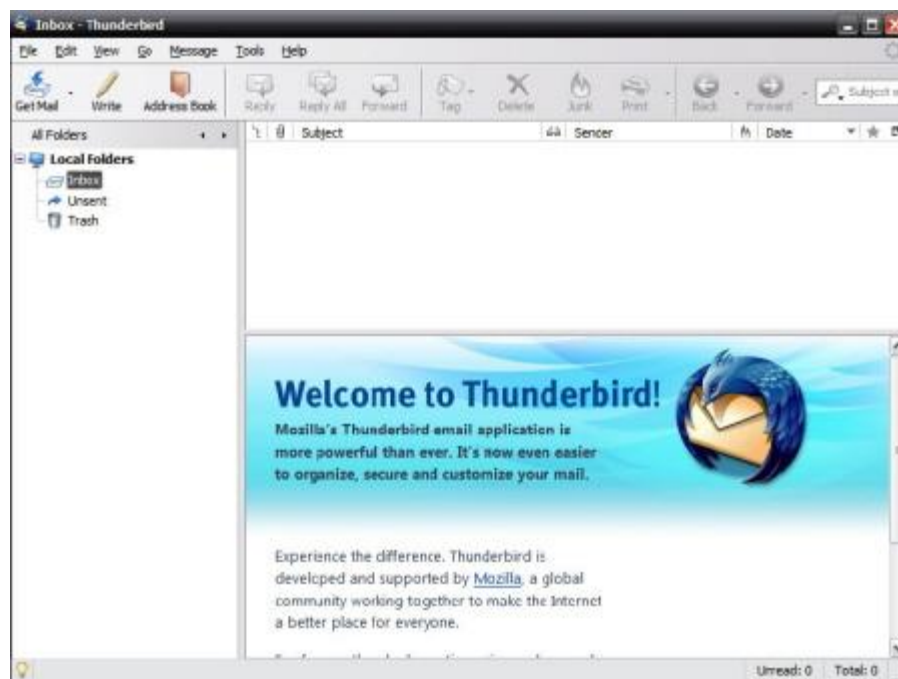 Inbox - Thunderbird
File Edit View Go Message Tools Help
Get Mail Write Address Book Reply Reply All Forward Tag Delete Junk Print Back Forward Subject
All Folders Subject Sender Date
Local Folders
Inbox
Unsent
Trash
Welcome to Thunderbird!
Mozilla's Thunderbird email application is
more powerful than ever. It's now even easier
to organize, secure and customize your mail.
Experience the difference. Thunderbird is
developed and supported by Mozilla, a global
community working together to make the Internet
a better place for everyone.
Unread: 0 Total: 0